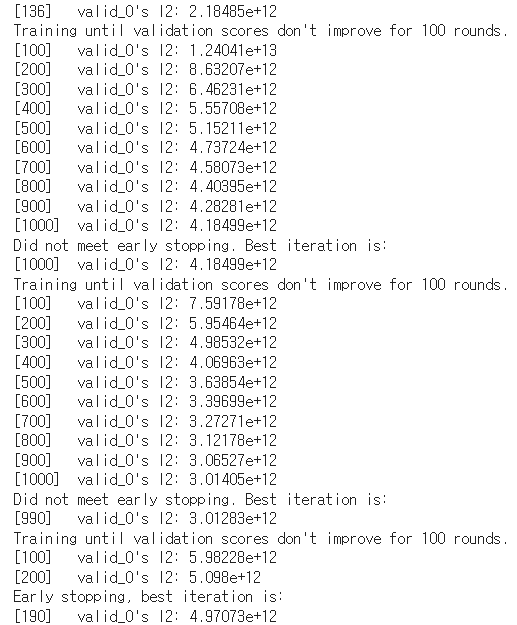 [136] valid_0's l2: 2.18485e+12
Training until validation scores don't improve for 100 rounds.
[100] valid_0's l2: 1.24041e+13
[200] valid_0's l2: 8.63207e+12
[300] valid_0's l2: 6.46231e+12
[400] valid_0's l2: 5.55708e+12
[500] valid_0's l2: 5.15211e+12
[600] valid_0's l2: 4.73724e+12
[700] valid_0's l2: 4.58073e+12
[800] valid_0's l2: 4.40395e+12
[900] valid_0's l2: 4.28281e+12
[1000] valid_0's l2: 4.18499e+12
Did not meet early stopping. Best iteration is:
[1000] valid_0's l2: 4.18499e+12
Training until validation scores don't improve for 100 rounds.
[100] valid_0's l2: 7.59178e+12
[200] valid_0's l2: 5.95464e+12
[300] valid_0's l2: 4.98532e+12
[400] valid_0's l2: 4.06963e+12
[500] valid_0's l2: 3.63854e+12
[600] valid_0's l2: 3.39699e+12
[700] valid_0's l2: 3.27271e+12
[800] valid_0's l2: 3.12178e+12
[900] valid_0's l2: 3.06527e+12
[1000] valid_0's l2: 3.01405e+12
Did not meet early stopping. Best iteration is:
[990] valid_0's l2: 3.01283e+12
Training until validation scores don't improve for 100 rounds.
[100] valid_0's l2: 5.98228e+12
[200] valid_0's l2: 5.098e+12
Early stopping, best iteration is:
[190] valid_0's l2: 4.97073e+12